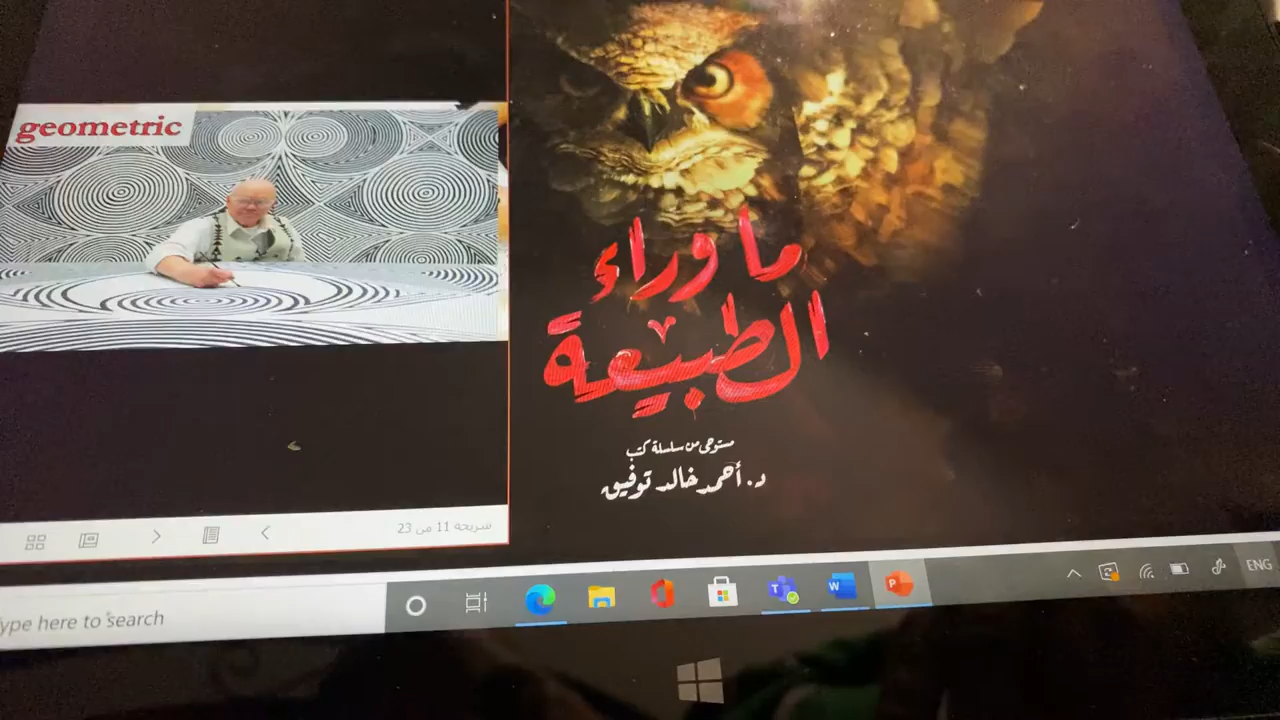 geometric
ما وراء
الطبيعة
مستوحى من سلسلة كتب
د. أحمد خالد توفيق
شريحة 11 من 23
ype here to search
ENG